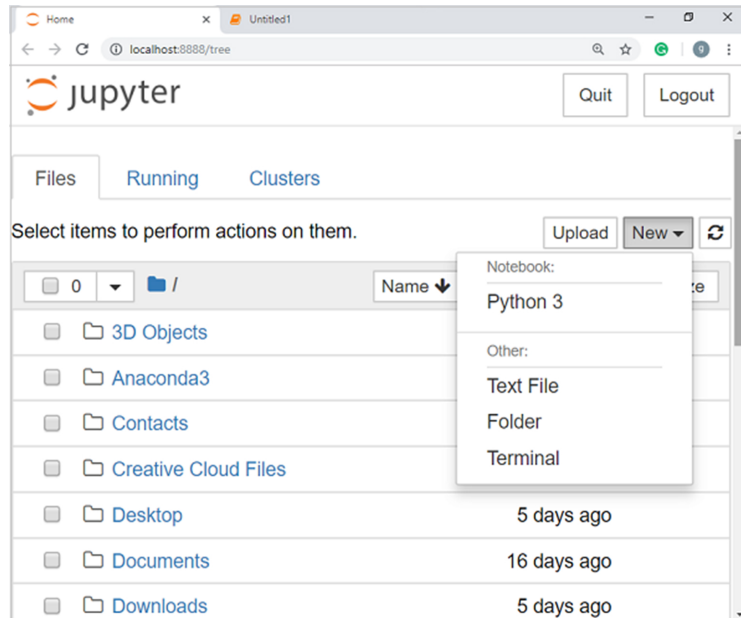 Home
Untitled1
localhost:8888/tree
g
jupyter
Quit
Logout
Files
Running
Clusters
Select items to perform actions on them.
Upload
New
0
/
Name
ze
Notebook:
Python 3
Other:
Text File
Folder
Terminal
3D Objects
Anaconda3
Contacts
Creative Cloud Files
Desktop 5 days ago
Documents 16 days ago
Downloads 5 days ago